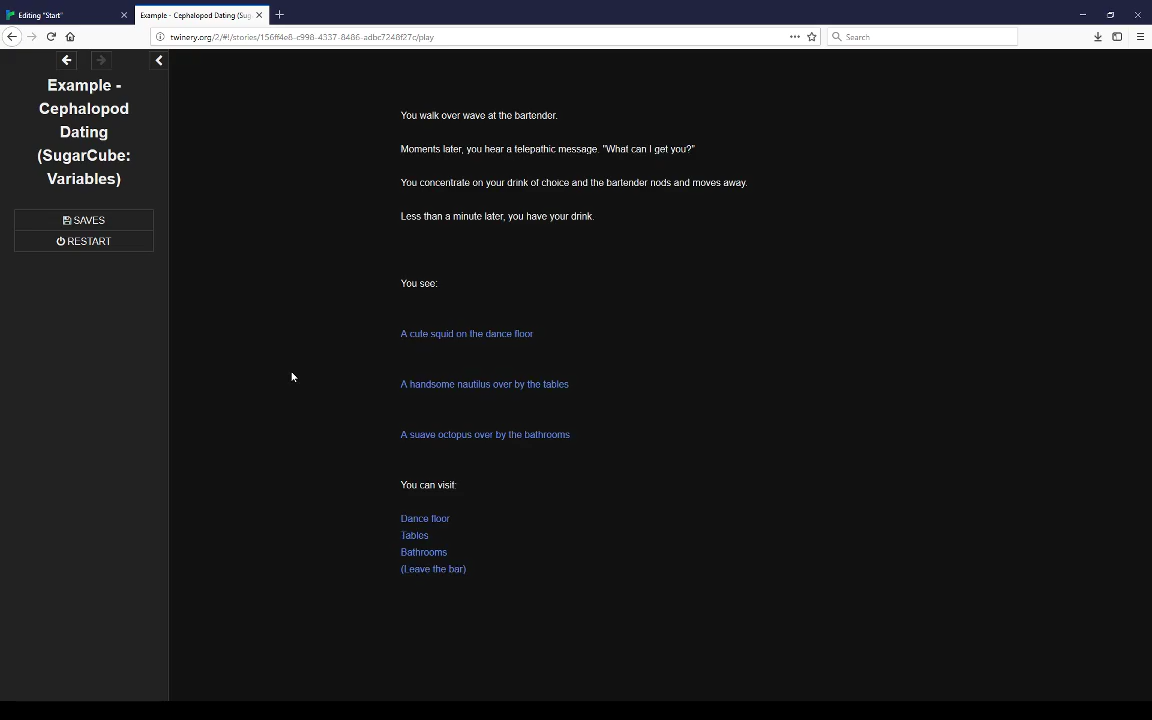 Editing "Start"
Example - Cephalopod Dating (Sug
twinery.org/2/#!/stories/156ff4e8-c998-4337-8486-adbc7248f27c/play
Search
Example -
Cephalopod
Dating
(SugarCube:
Variables)
SAVES
RESTART
You walk over wave at the bartender.
Moments later, you hear a telepathic message. "What can I get you?"
You concentrate on your drink of choice and the bartender nods and moves away.
Less than a minute later, you have your drink.
You see:
A cute squid on the dance floor
A handsome nautilus over by the tables
A suave octopus over by the bathrooms
You can visit:
Dance floor
Tables
Bathrooms
(Leave the bar)